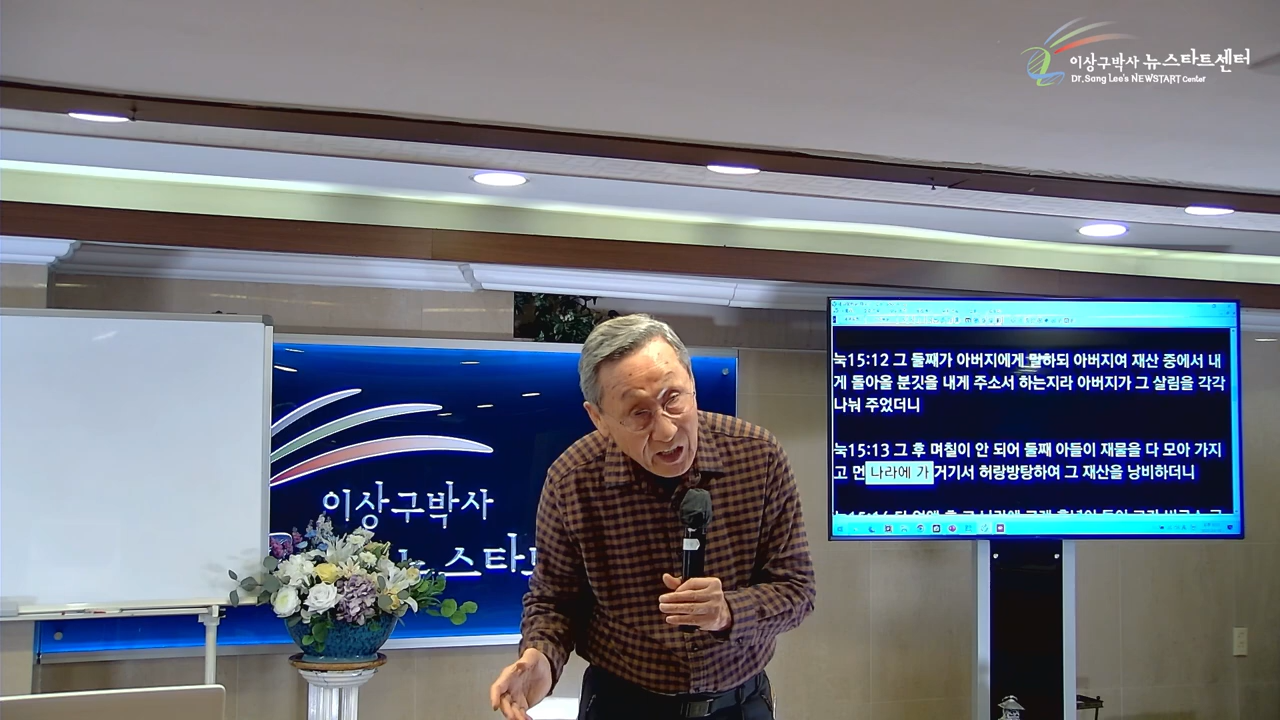 이상구박사 뉴스타트센터
Dr. Sang Lee's NEWSTART Center
눅15:12 그 둘째가 아버지에게 말하되 아버지여 재산 중에서 내
게 돌아올 분깃을 내게 주소서 하는지라 아버지가 그 살림을 각각
나눠 주었더니
눅15:13 그 후 며칠이 안 되어 둘째 아들이 재물을 다 모아 가지
고 먼 나라에 가 거기서 허랑방탕하여 그 재산을 낭비하더니
이상구박사
뉴스타